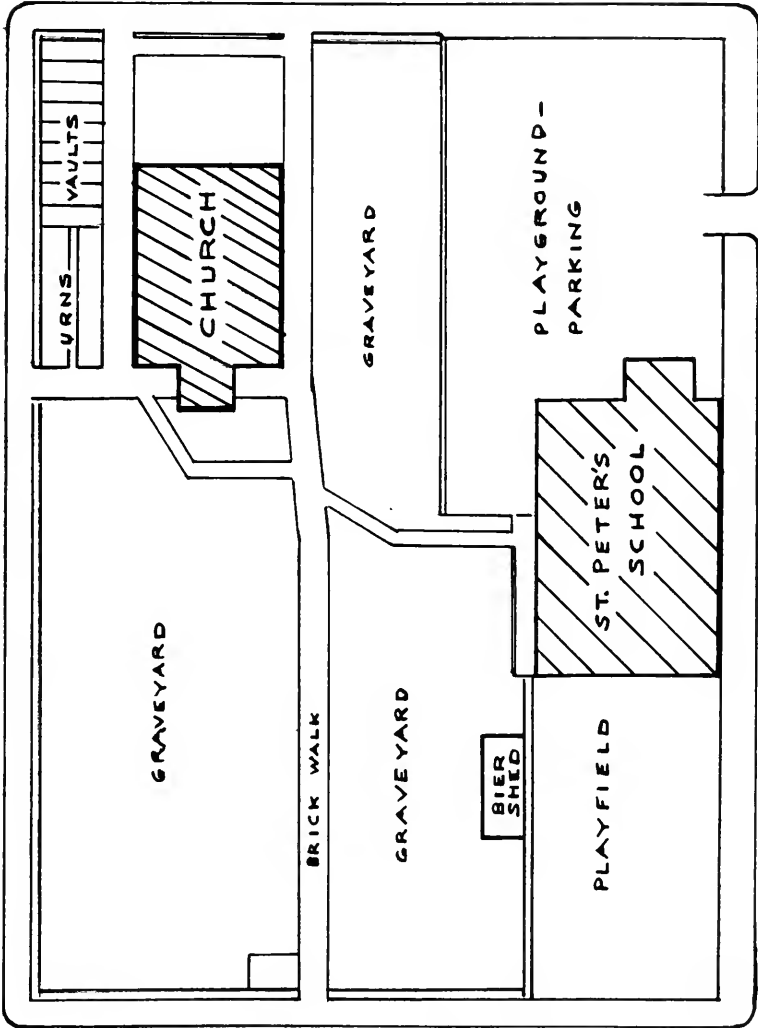 VAULTS
URNS
CHURCH
GRAVEYARD
PLAYGROUND-
PARKING
ST. PETER'S
SCHOOL
GRAVEYARD
BRICK WALK
GRAVEYARD
BIER
SHED
PLAYFIELD